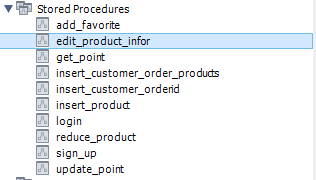 Stored Procedures
add_favorite
edit_product_infor
get_point
insert_customer_order_products
insert_customer_orderid
insert_product
login
reduce_product
sign_up
update_point